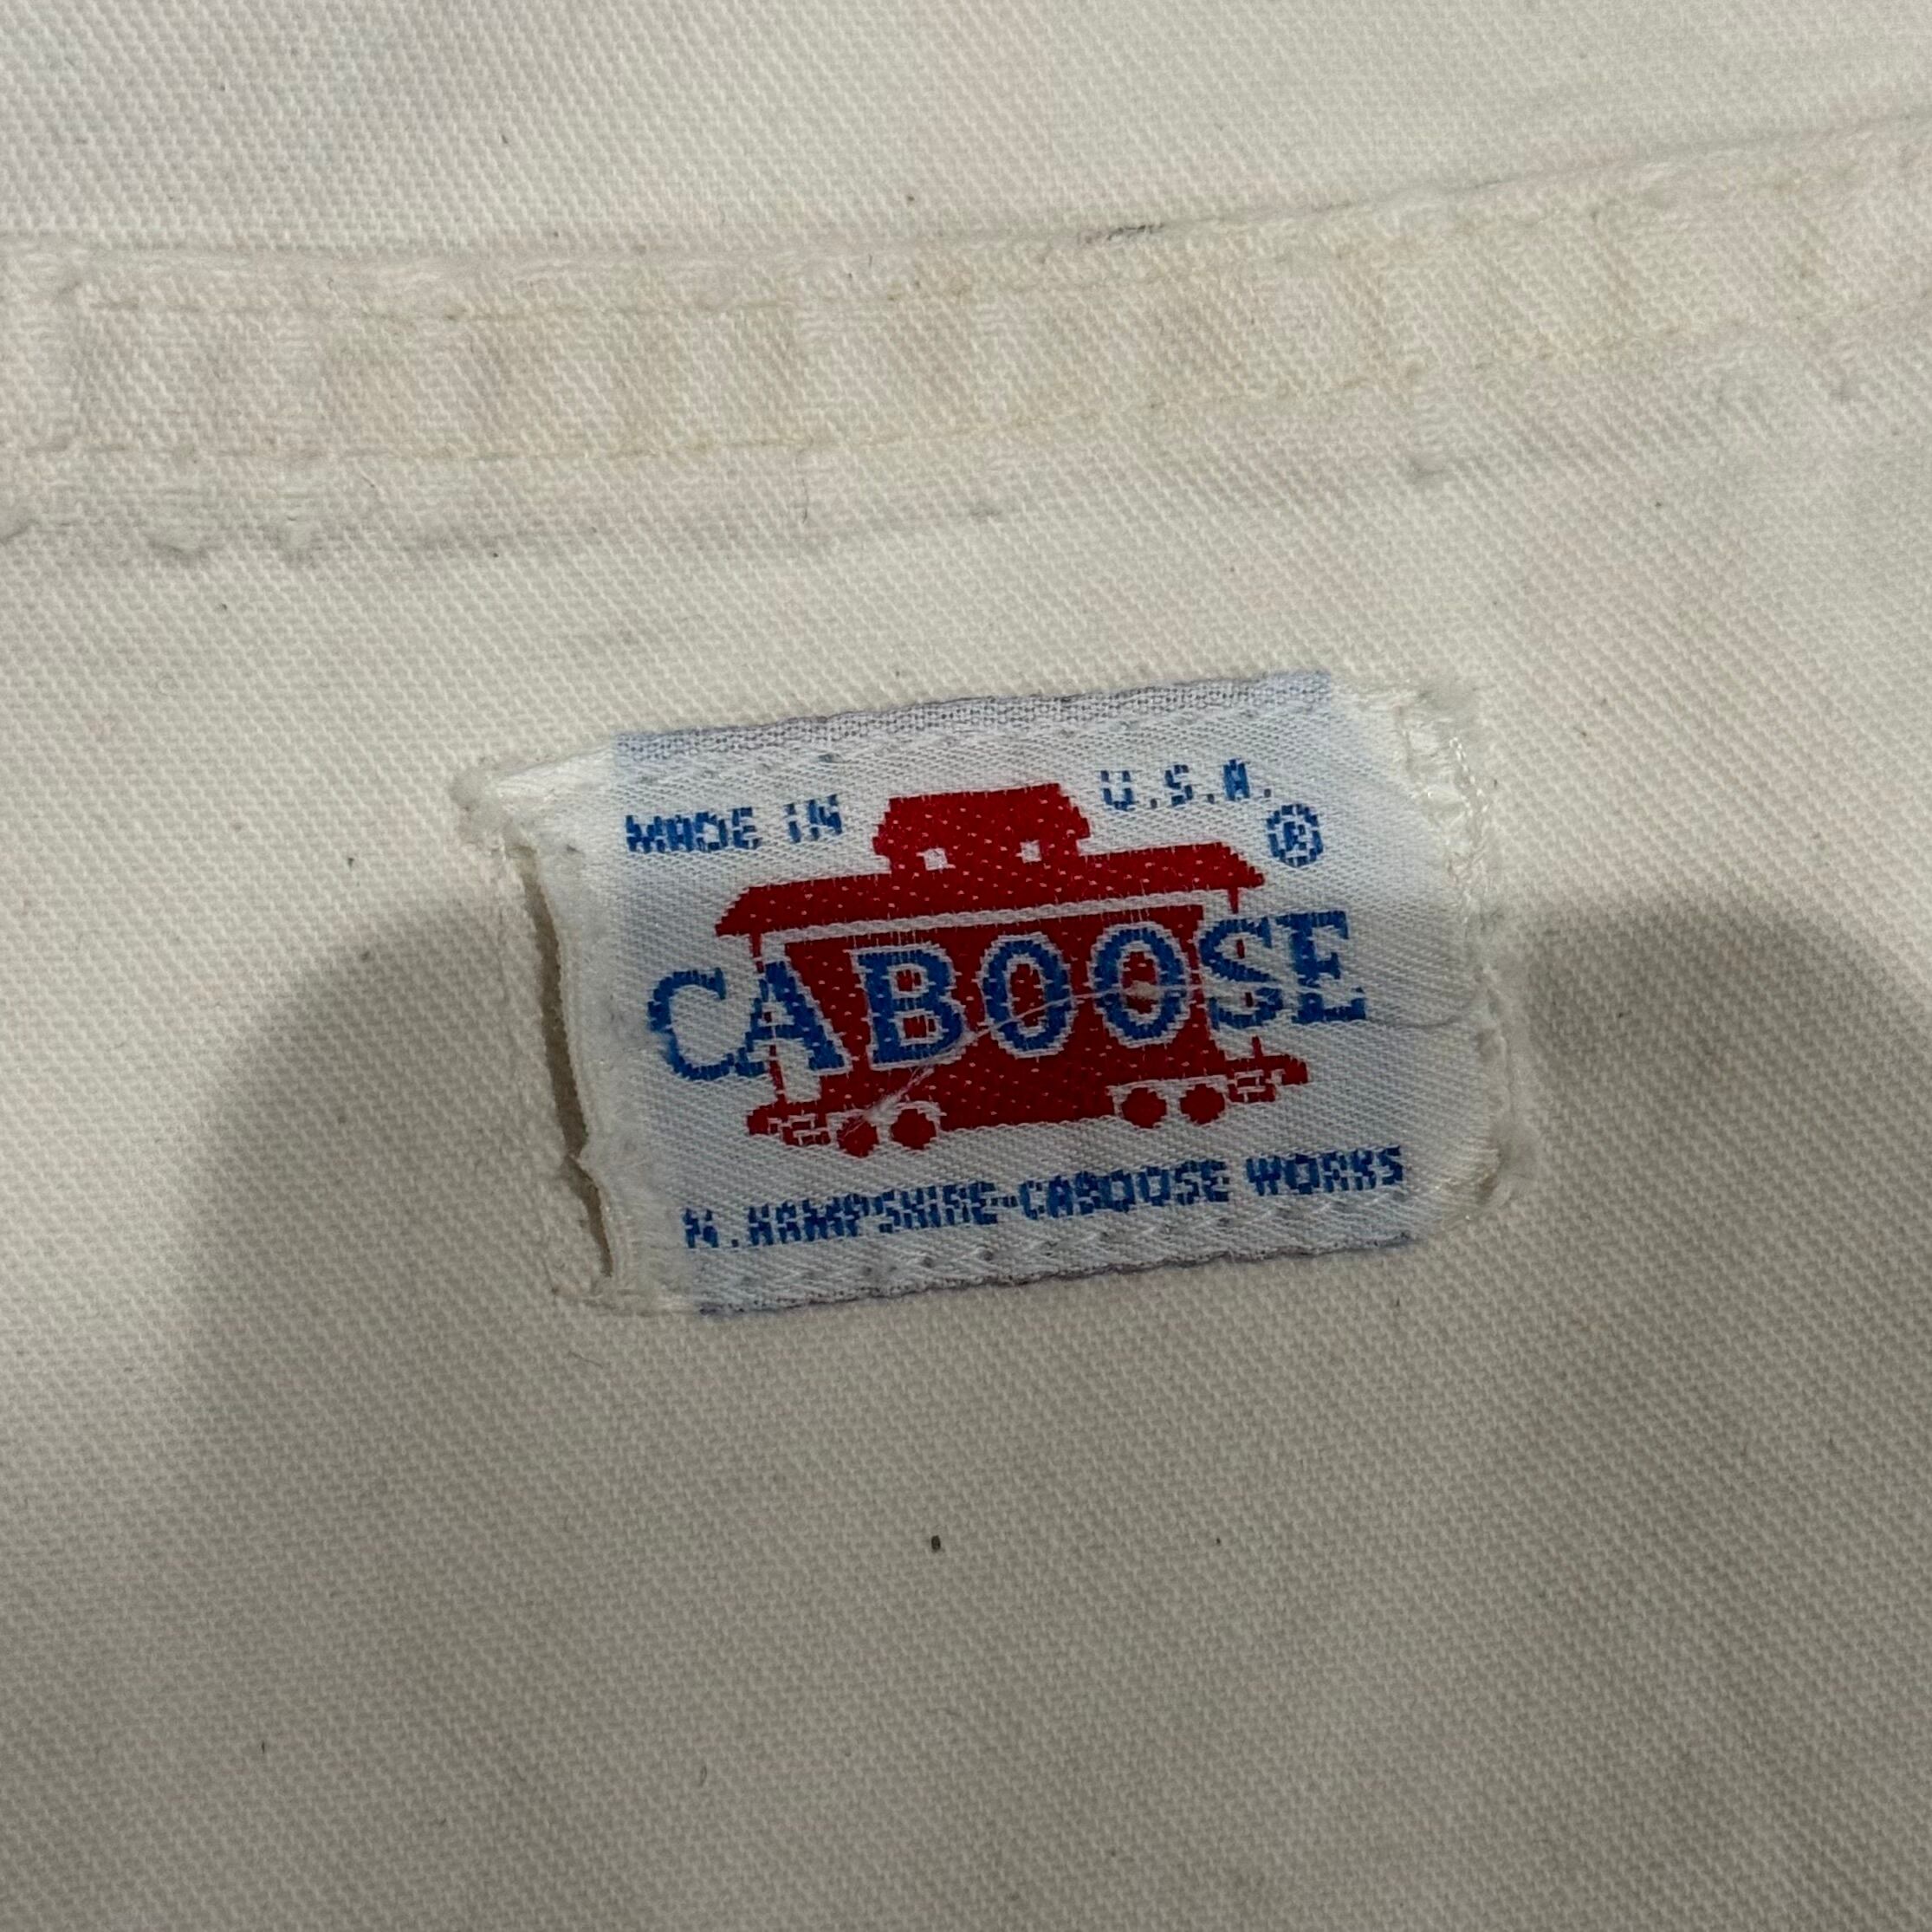 MADE IN U.S.A.
®
CABOOSE
N.HAMPSHIRE-CABOOSE WORKS